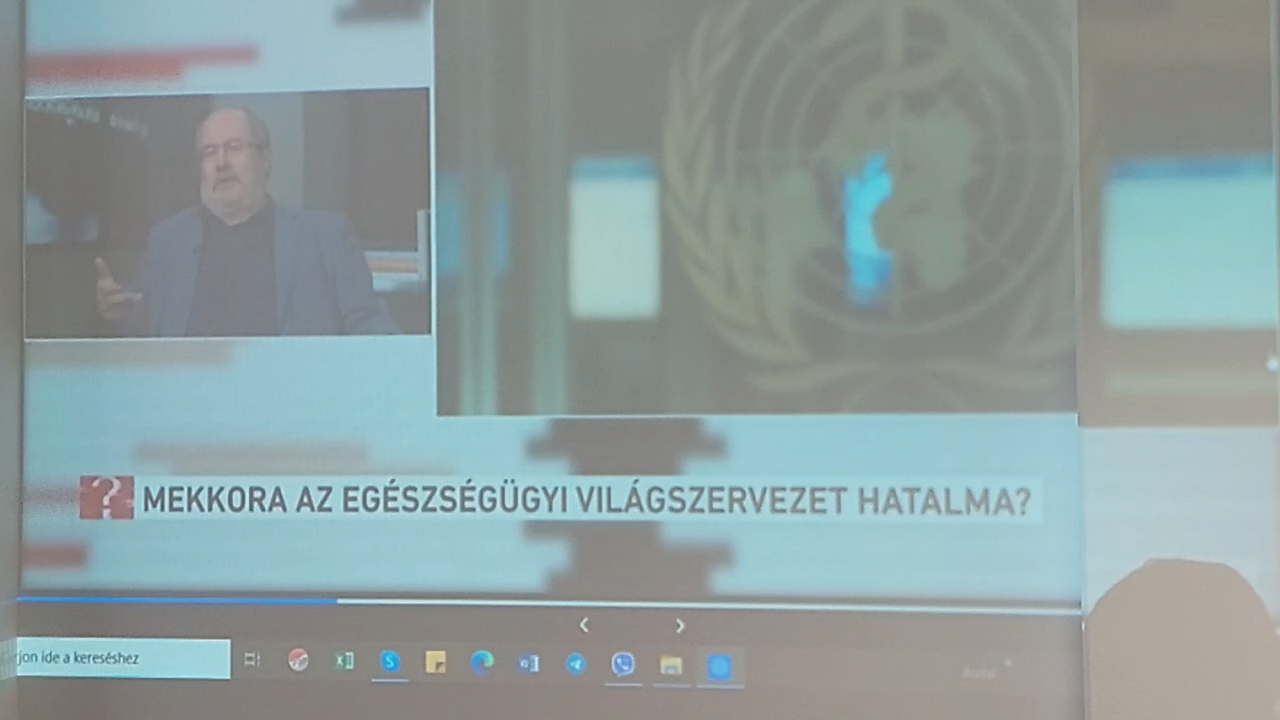 ? MEKKORA AZ EGÉSZSÉGÜGYI VILÁGSZERVEZET HATALMA?
jon ide a kereséshez